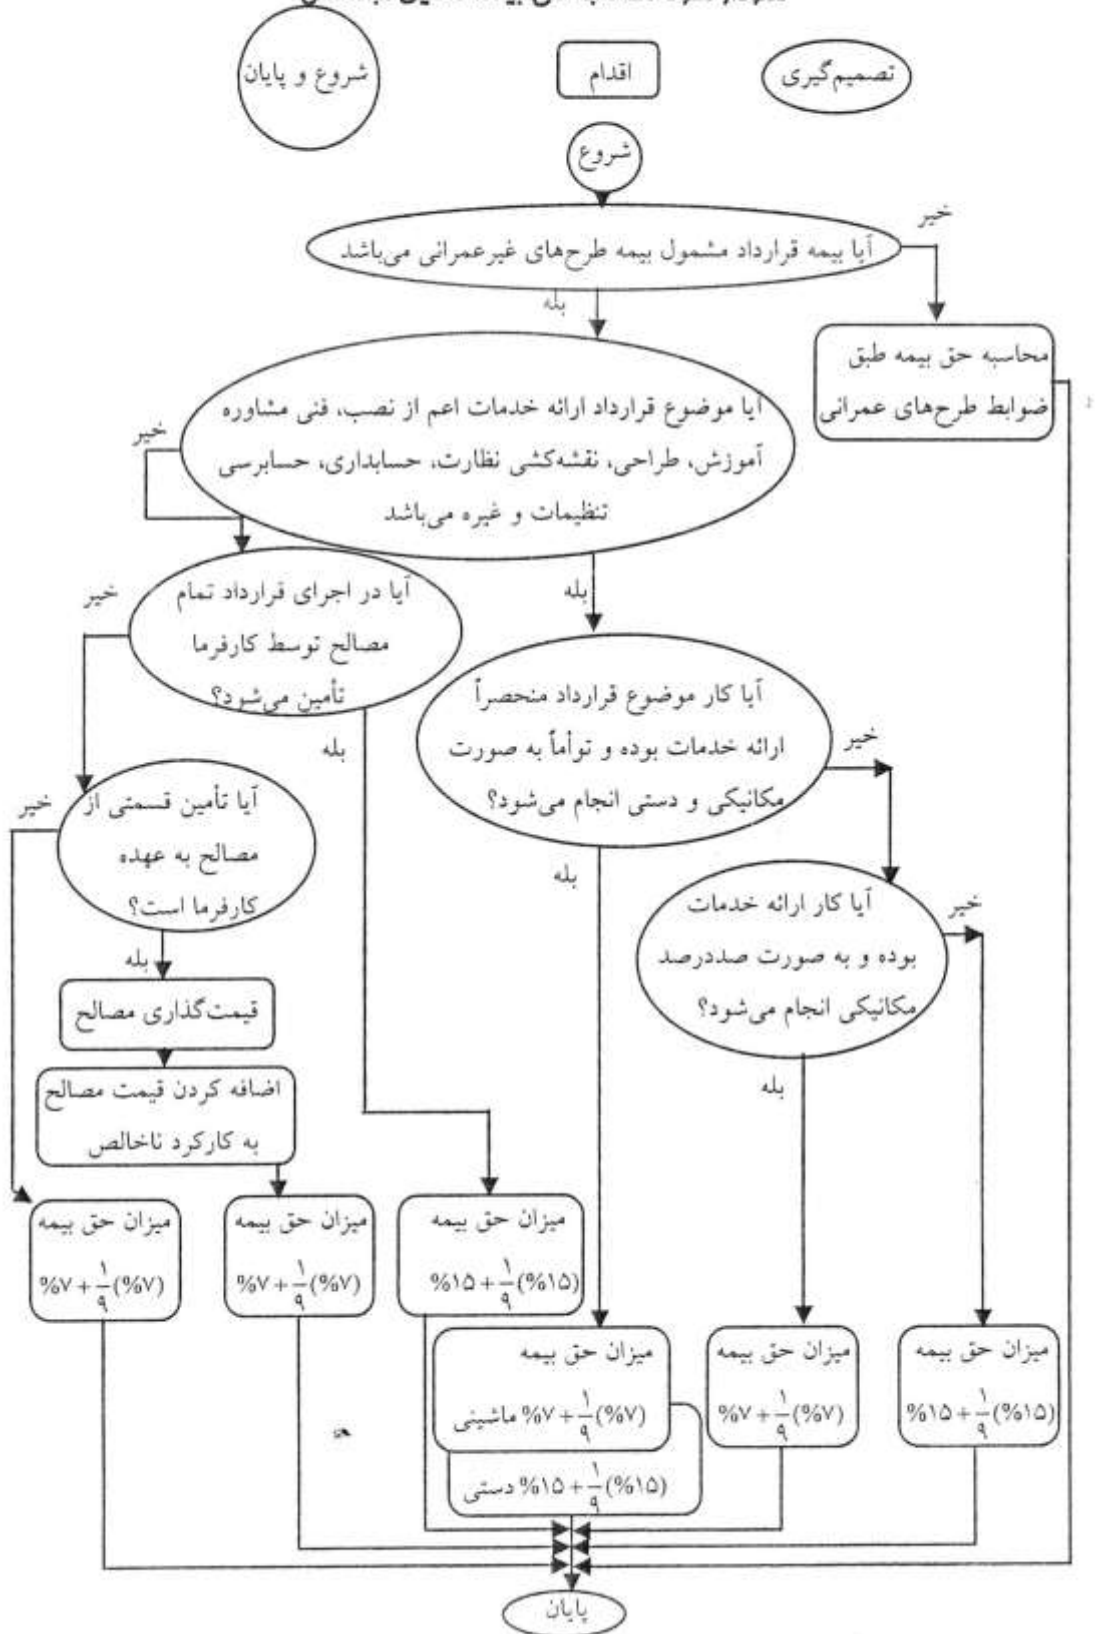 شروع و پایان
اقدام
تصمیم‌گیری
شروع
آیا بیمه قرارداد مشمول بیمه طرح‌های غیرعمرانی می‌باشد
خیر
بله
محاسبه حق بیمه طبق
ضوابط طرح‌های عمرانی
آیا موضوع قرارداد ارائه خدمات اعم از نصب، فنی مشاوره
آموزش، طراحی، نقشه‌کشی نظارت، حسابداری، حسابرسی
تنظیمات و غیره می‌باشد
خیر
بله
آیا در اجرای قرارداد تمام
مصالح توسط کارفرما
تأمین می‌شود؟
خیر
بله
آیا کار موضوع قرارداد منحصراً
ارائه خدمات بوده و توأماً به صورت
مکانیکی و دستی انجام می‌شود؟
خیر
بله
آیا تأمین قسمتی از
مصالح به عهده
کارفرما است؟
خیر
بله
آیا کار ارائه خدمات
بوده و به صورت صددرصد
مکانیکی انجام می‌شود؟
خیر
بله
قیمت‌گذاری مصالح
اضافه کردن قیمت مصالح
به کارکرد ناخالص
میزان حق بیمه
%۷+۱/۹(%۷)
میزان حق بیمه
%۷+۱/۹(%۷)
میزان حق بیمه
%۱۵+۱/۹(%۱۵)
میزان حق بیمه
%۷+۱/۹(%۷) ماشینی
%۱۵+۱/۹(%۱۵) دستی
میزان حق بیمه
%۷+۱/۹(%۷)
میزان حق بیمه
%۱۵+۱/۹(%۱۵)
پایان